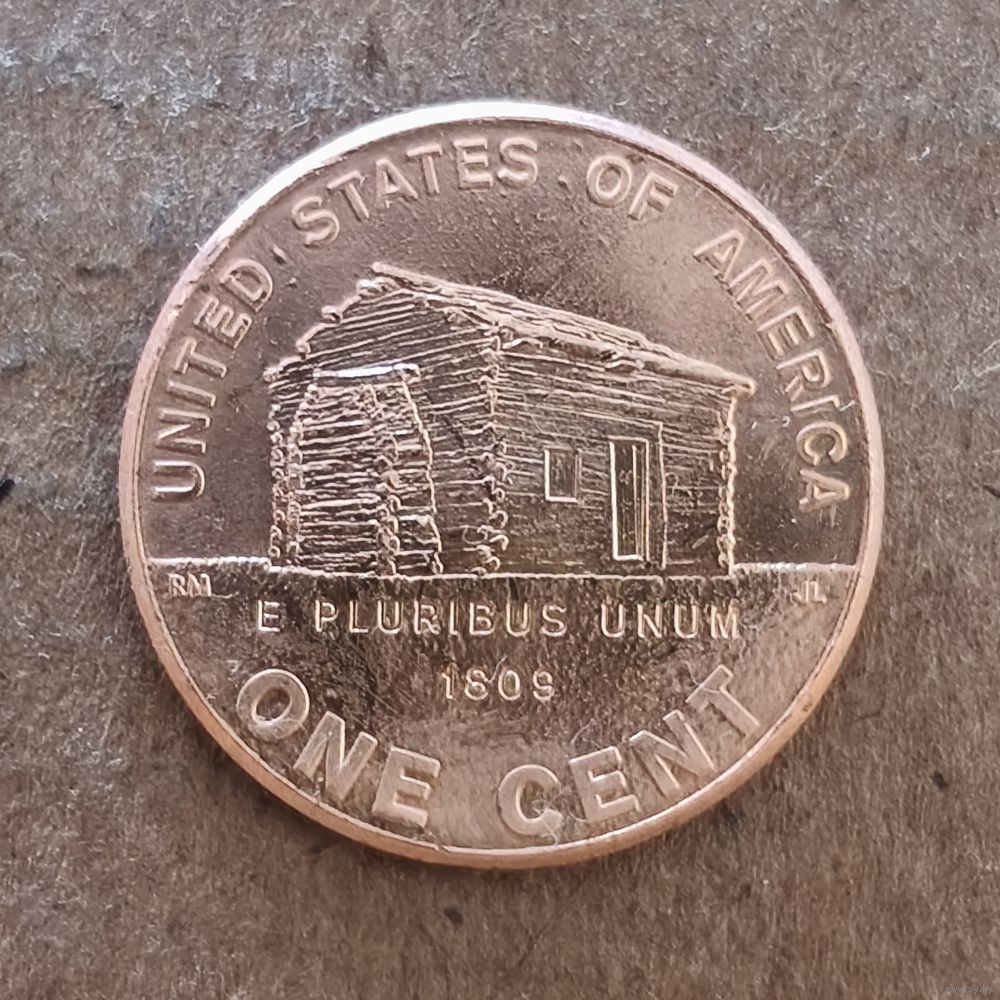 UNITED STATES OF AMERICA
RM
JL
E PLURIBUS UNUM
1809
ONE CENT